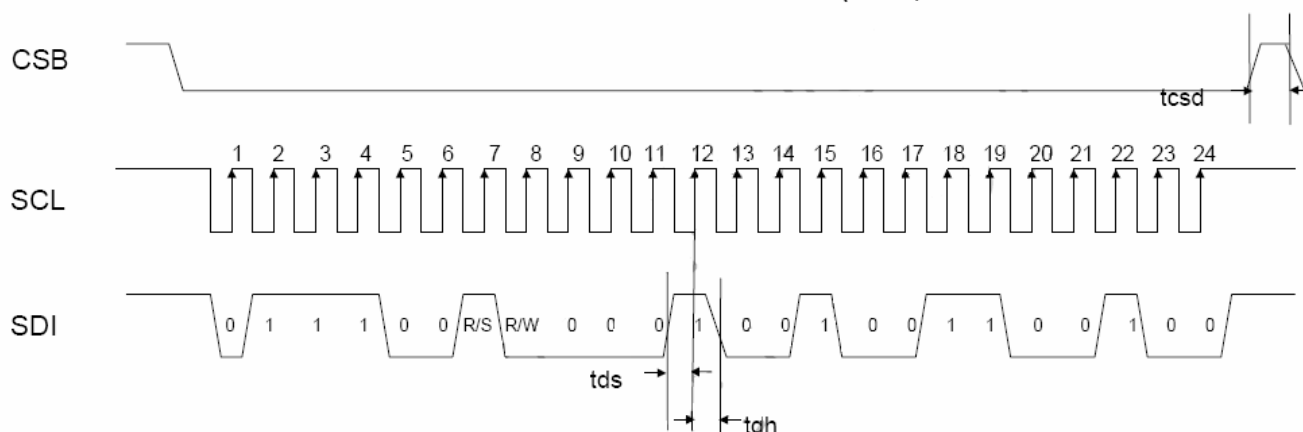 CSB
tcsd
1 2 3 4 5 6 7 8 9 10 11 12 13 14 15 16 17 18 19 20 21 22 23 24
SCL
SDI
0 1 1 1 0 0 R/S R/W 0 0 0 1 0 0 1 0 0 1 1 0 0 1 0 0
tds
tdh